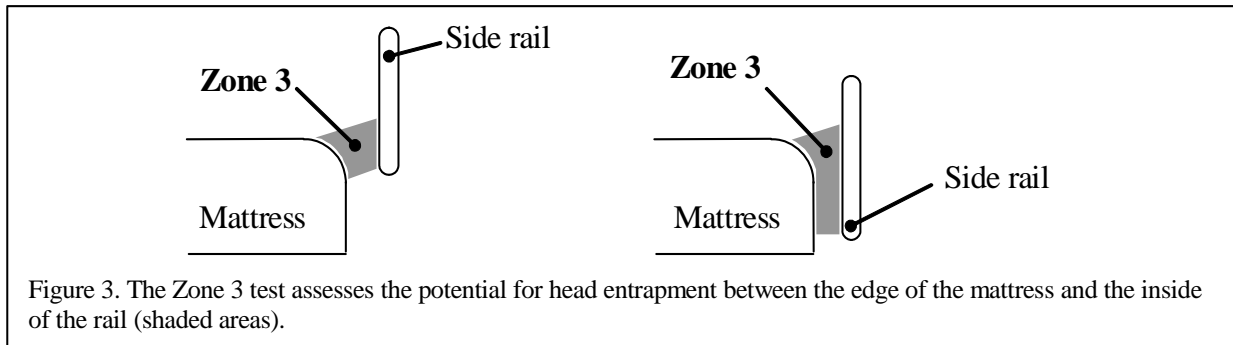 Side rail
Zone 3
Mattress
Zone 3
Side rail
Mattress
Figure 3. The Zone 3 test assesses the potential for head entrapment between the edge of the mattress and the inside
of the rail (shaded areas).